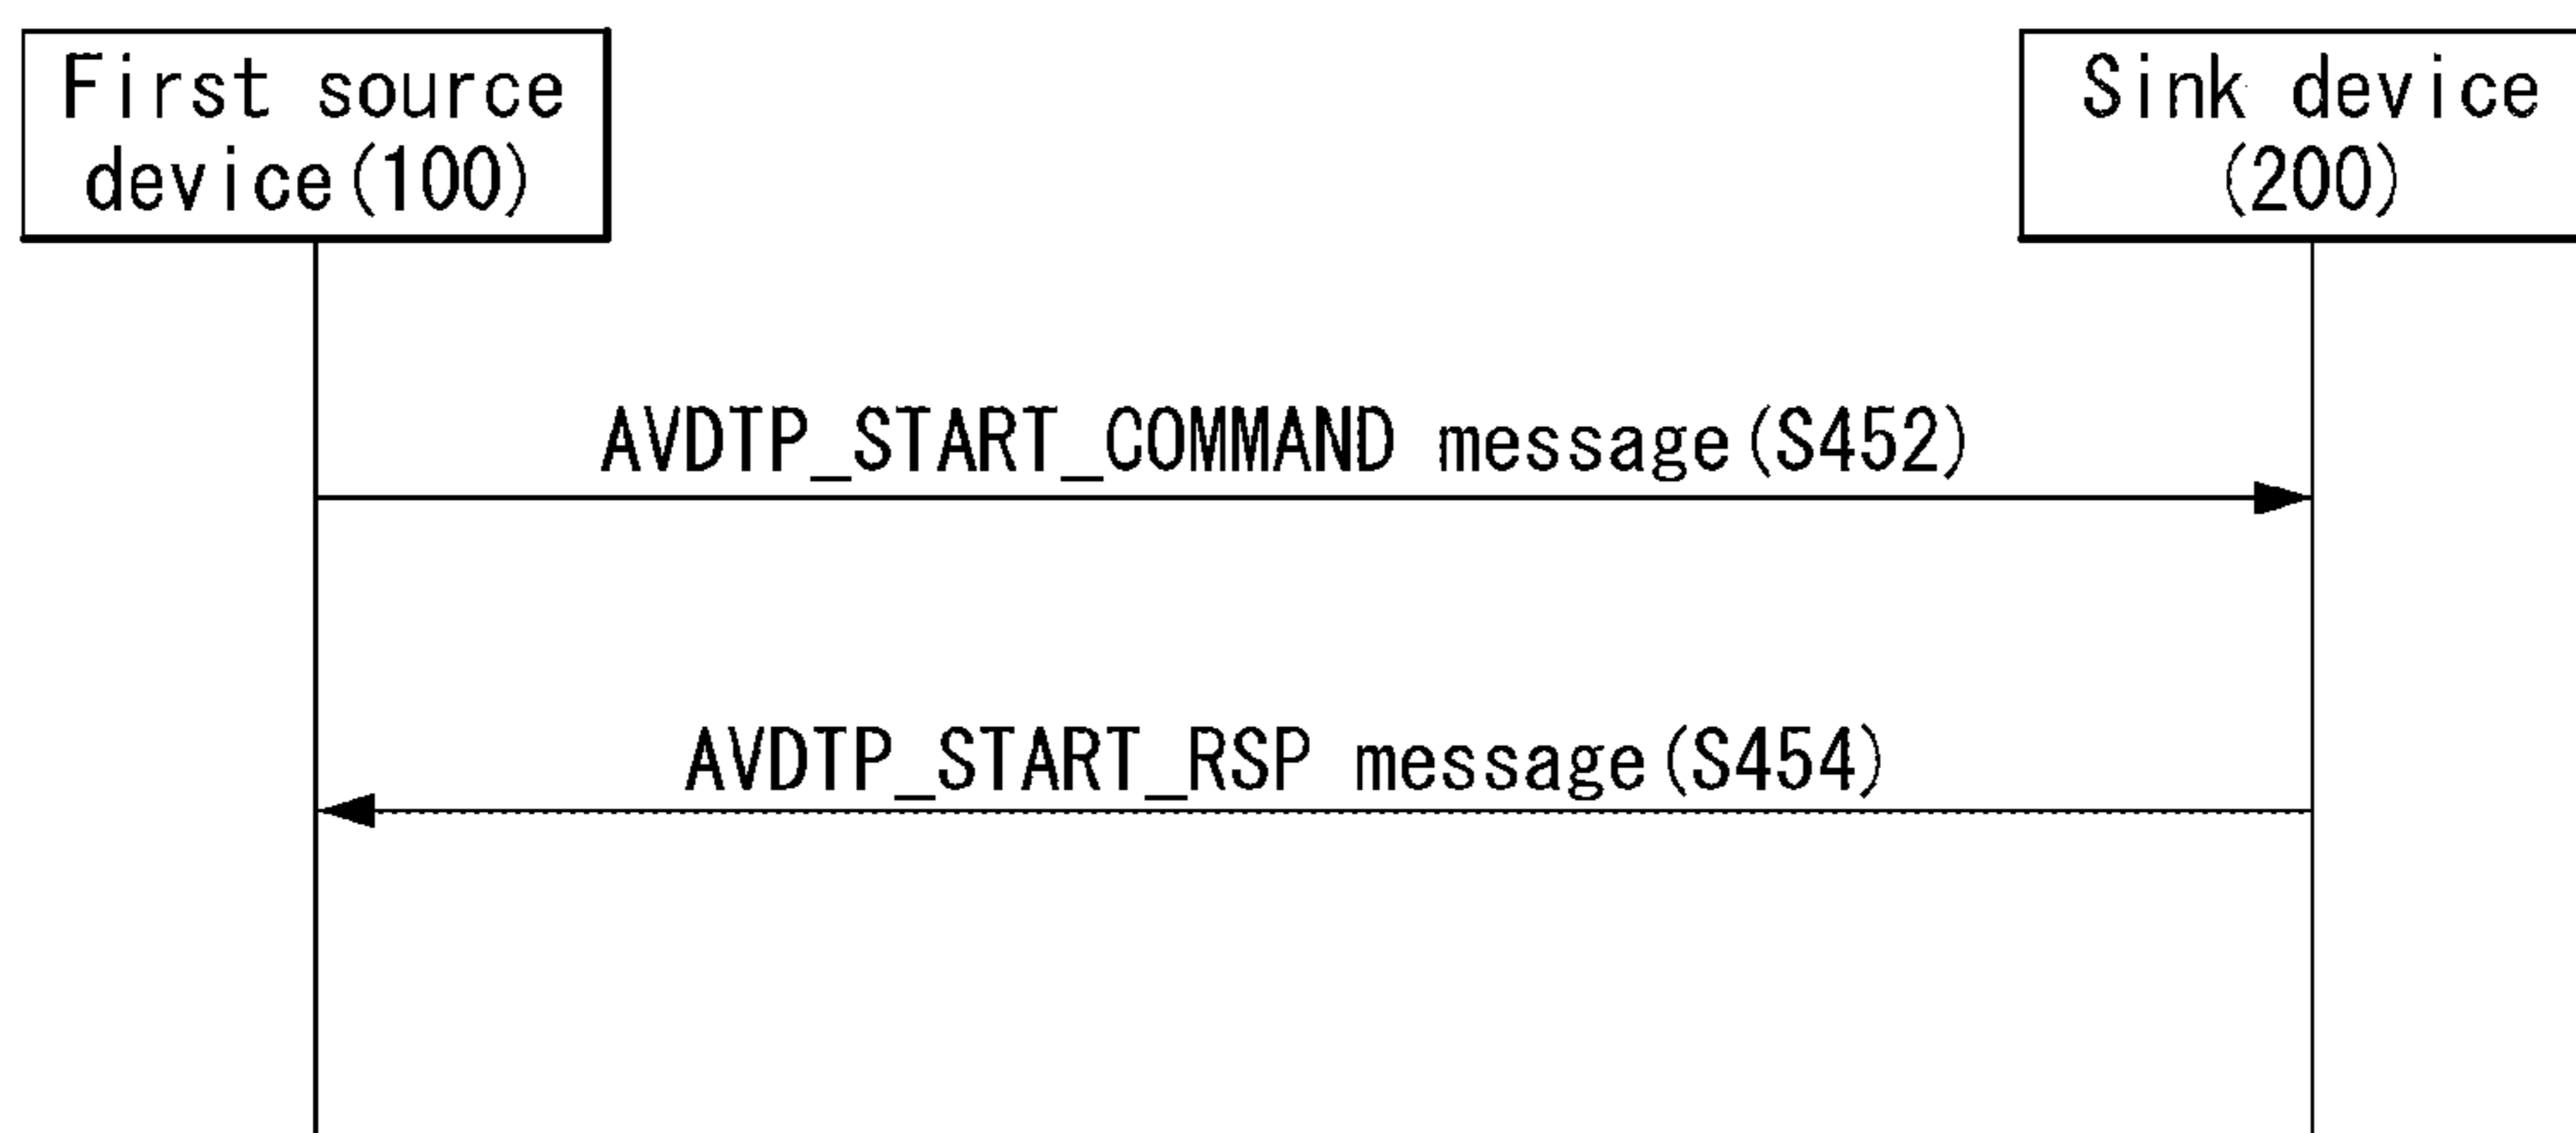 First source
device(100)
Sink device
(200)
AVDTP_START_COMMAND message(S452)
AVDTP_START_RSP message(S454)